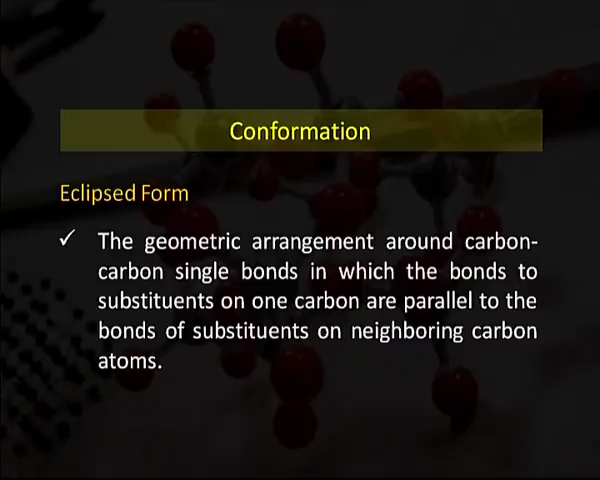 Conformation
Eclipsed Form
✓ The geometric arrangement around carbon-
carbon single bonds in which the bonds to
substituents on one carbon are parallel to the
bonds of substituents on neighboring carbon
atoms.